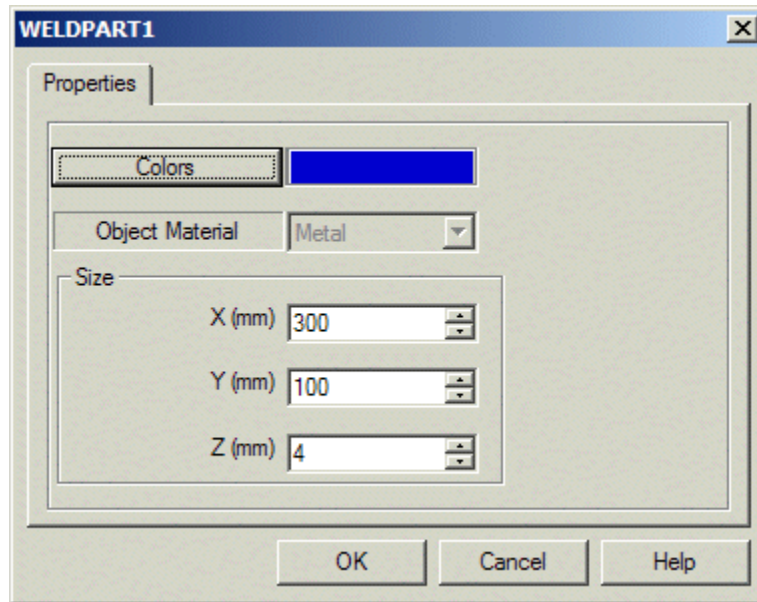 WELDPART1
Properties
Colors
Object Material Metal
Size
X (mm) 300
Y (mm) 100
Z (mm) 4
OK Cancel Help